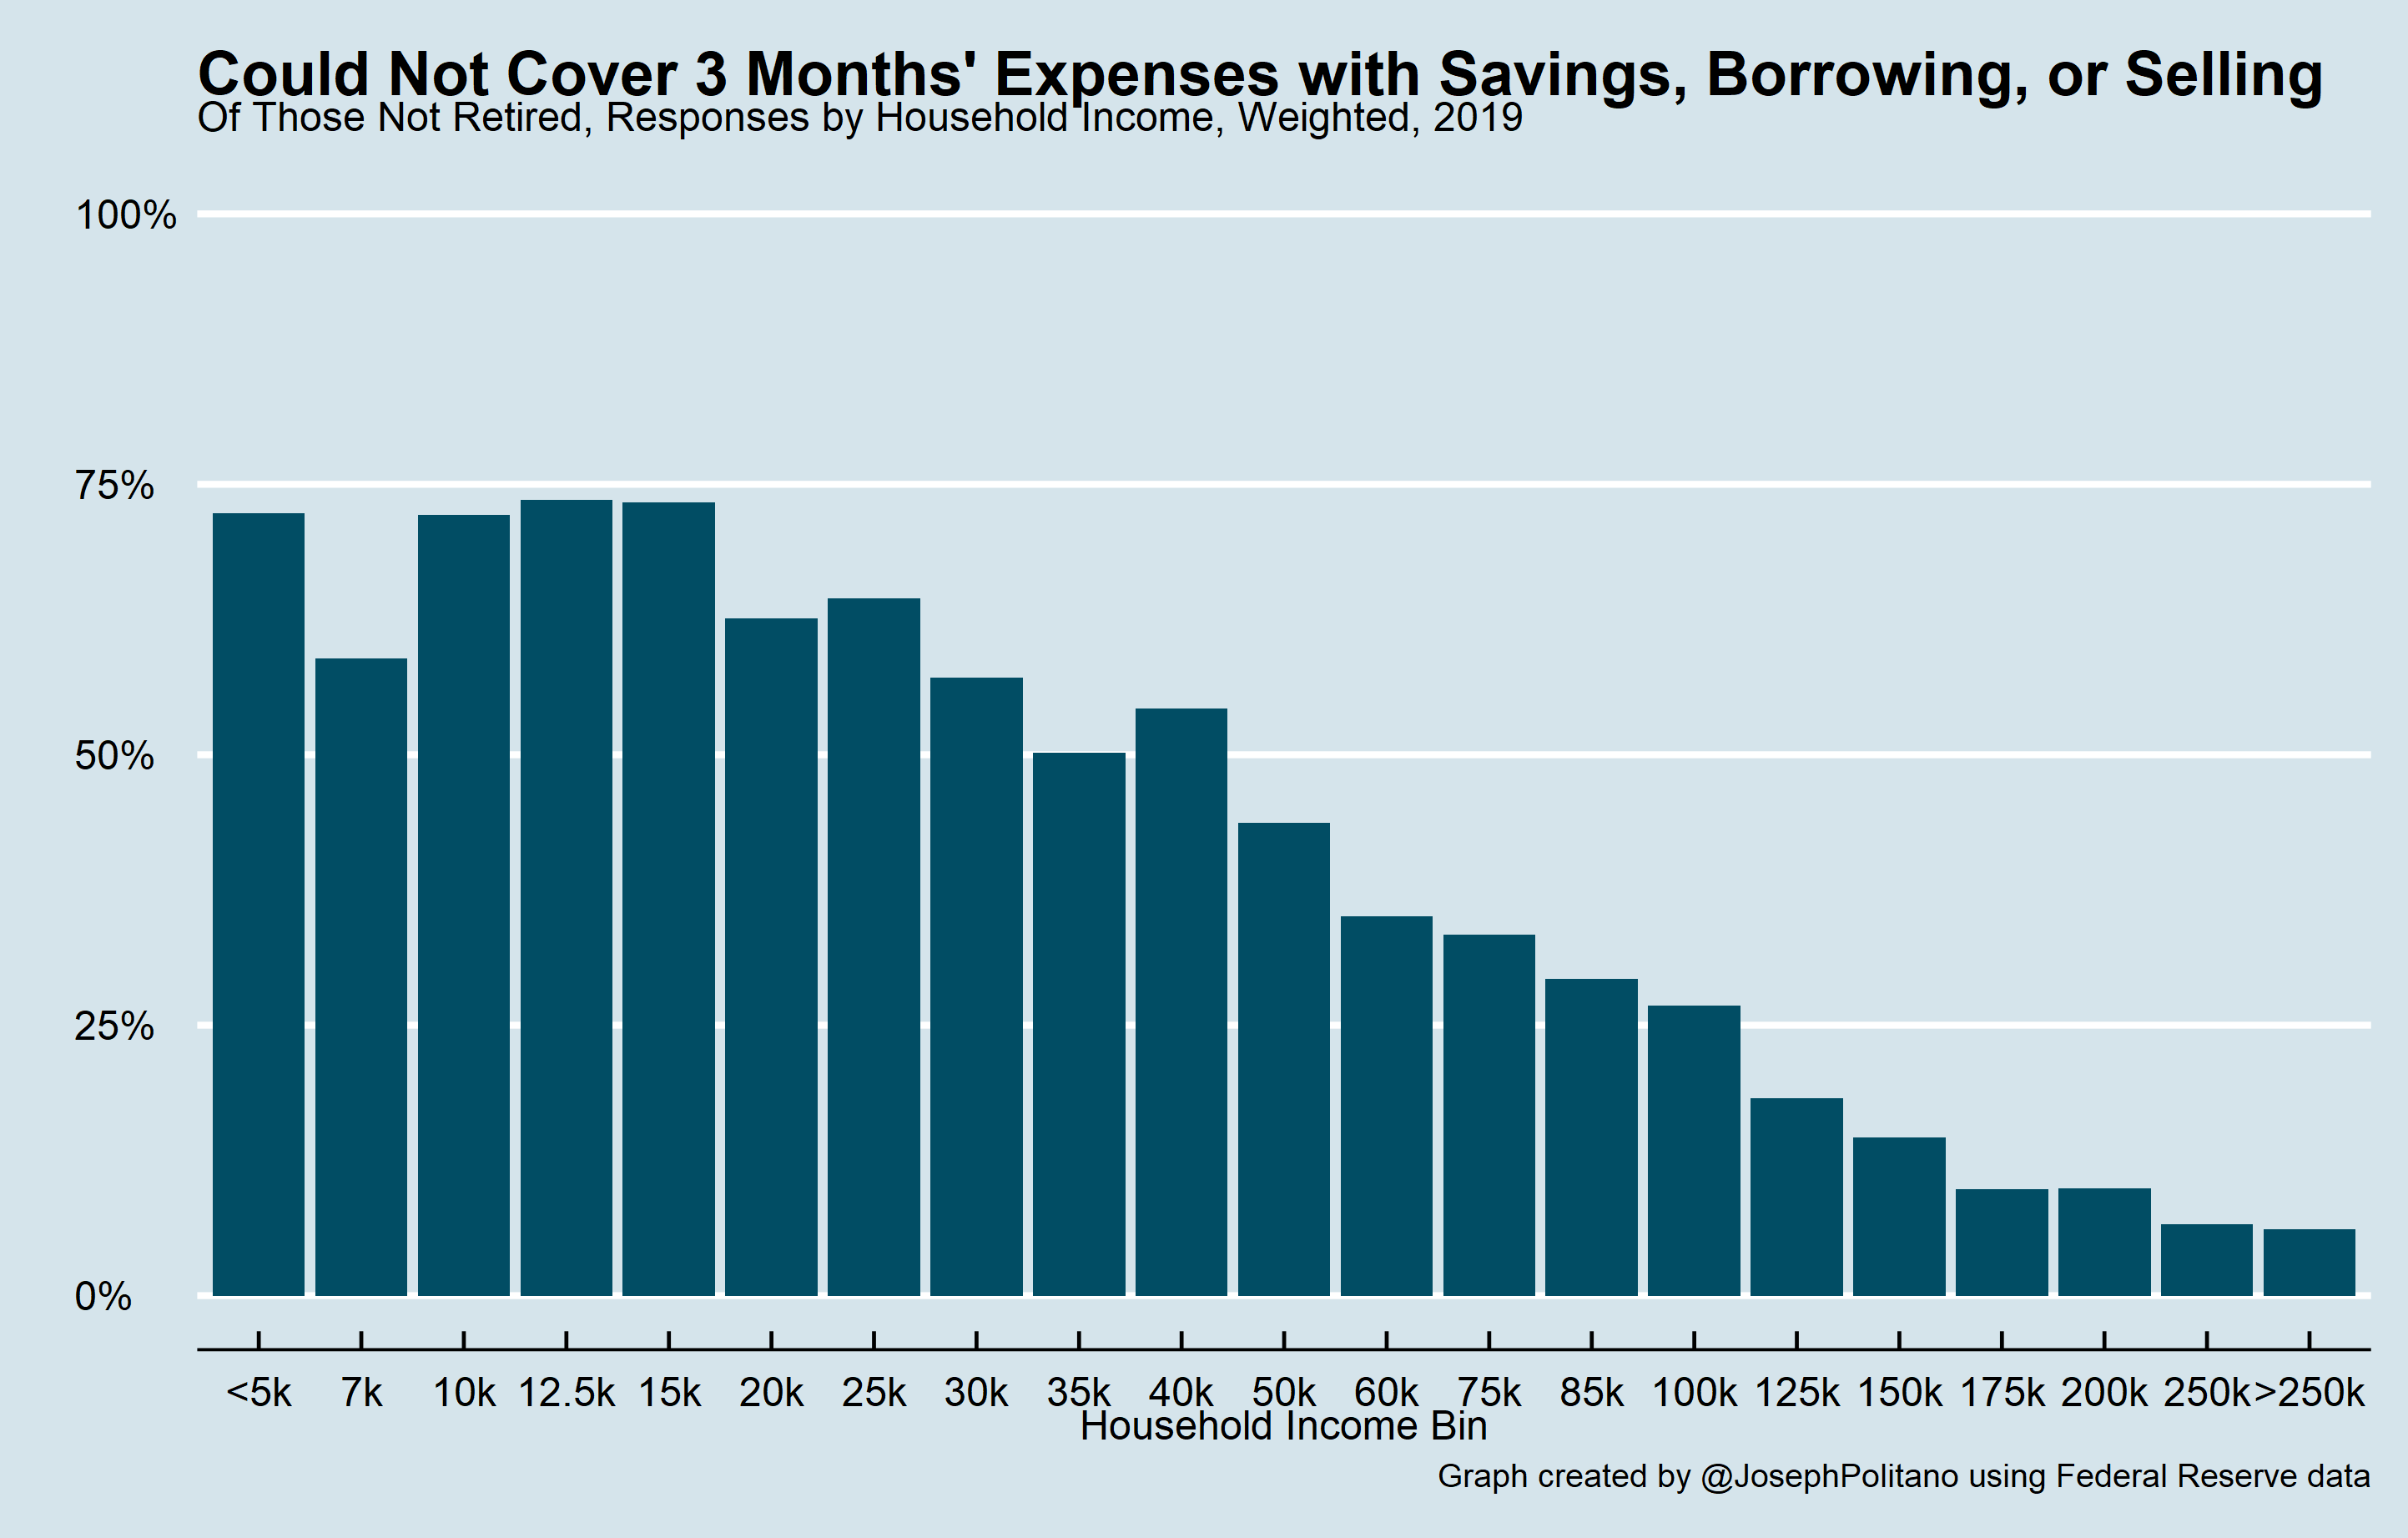 Could Not Cover 3 Months' Expenses with Savings, Borrowing, or Selling
Of Those Not Retired, Responses by Household Income, Weighted, 2019
100%
75%
50%
25%
0%
<5k 7k 10k 12.5k 15k 20k 25k 30k 35k 40k 50k 60k 75k 85k 100k 125k 150k 175k 200k 250k >250k
Household Income Bin
Graph created by @JosephPolitano using Federal Reserve data